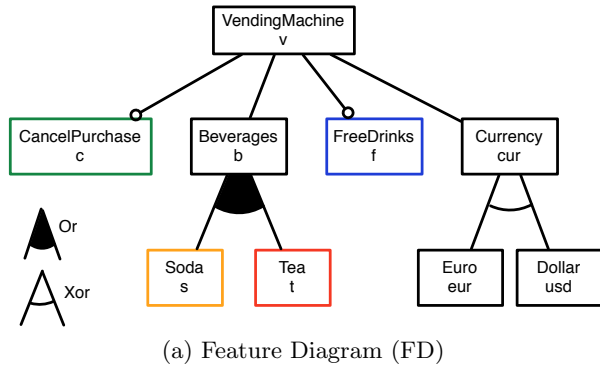 VendingMachine
v
CancelPurchase
c
Beverages
b
FreeDrinks
f
Currency
cur
Or
Xor
Soda
s
Tea
t
Euro
eur
Dollar
usd
(a) Feature Diagram (FD)